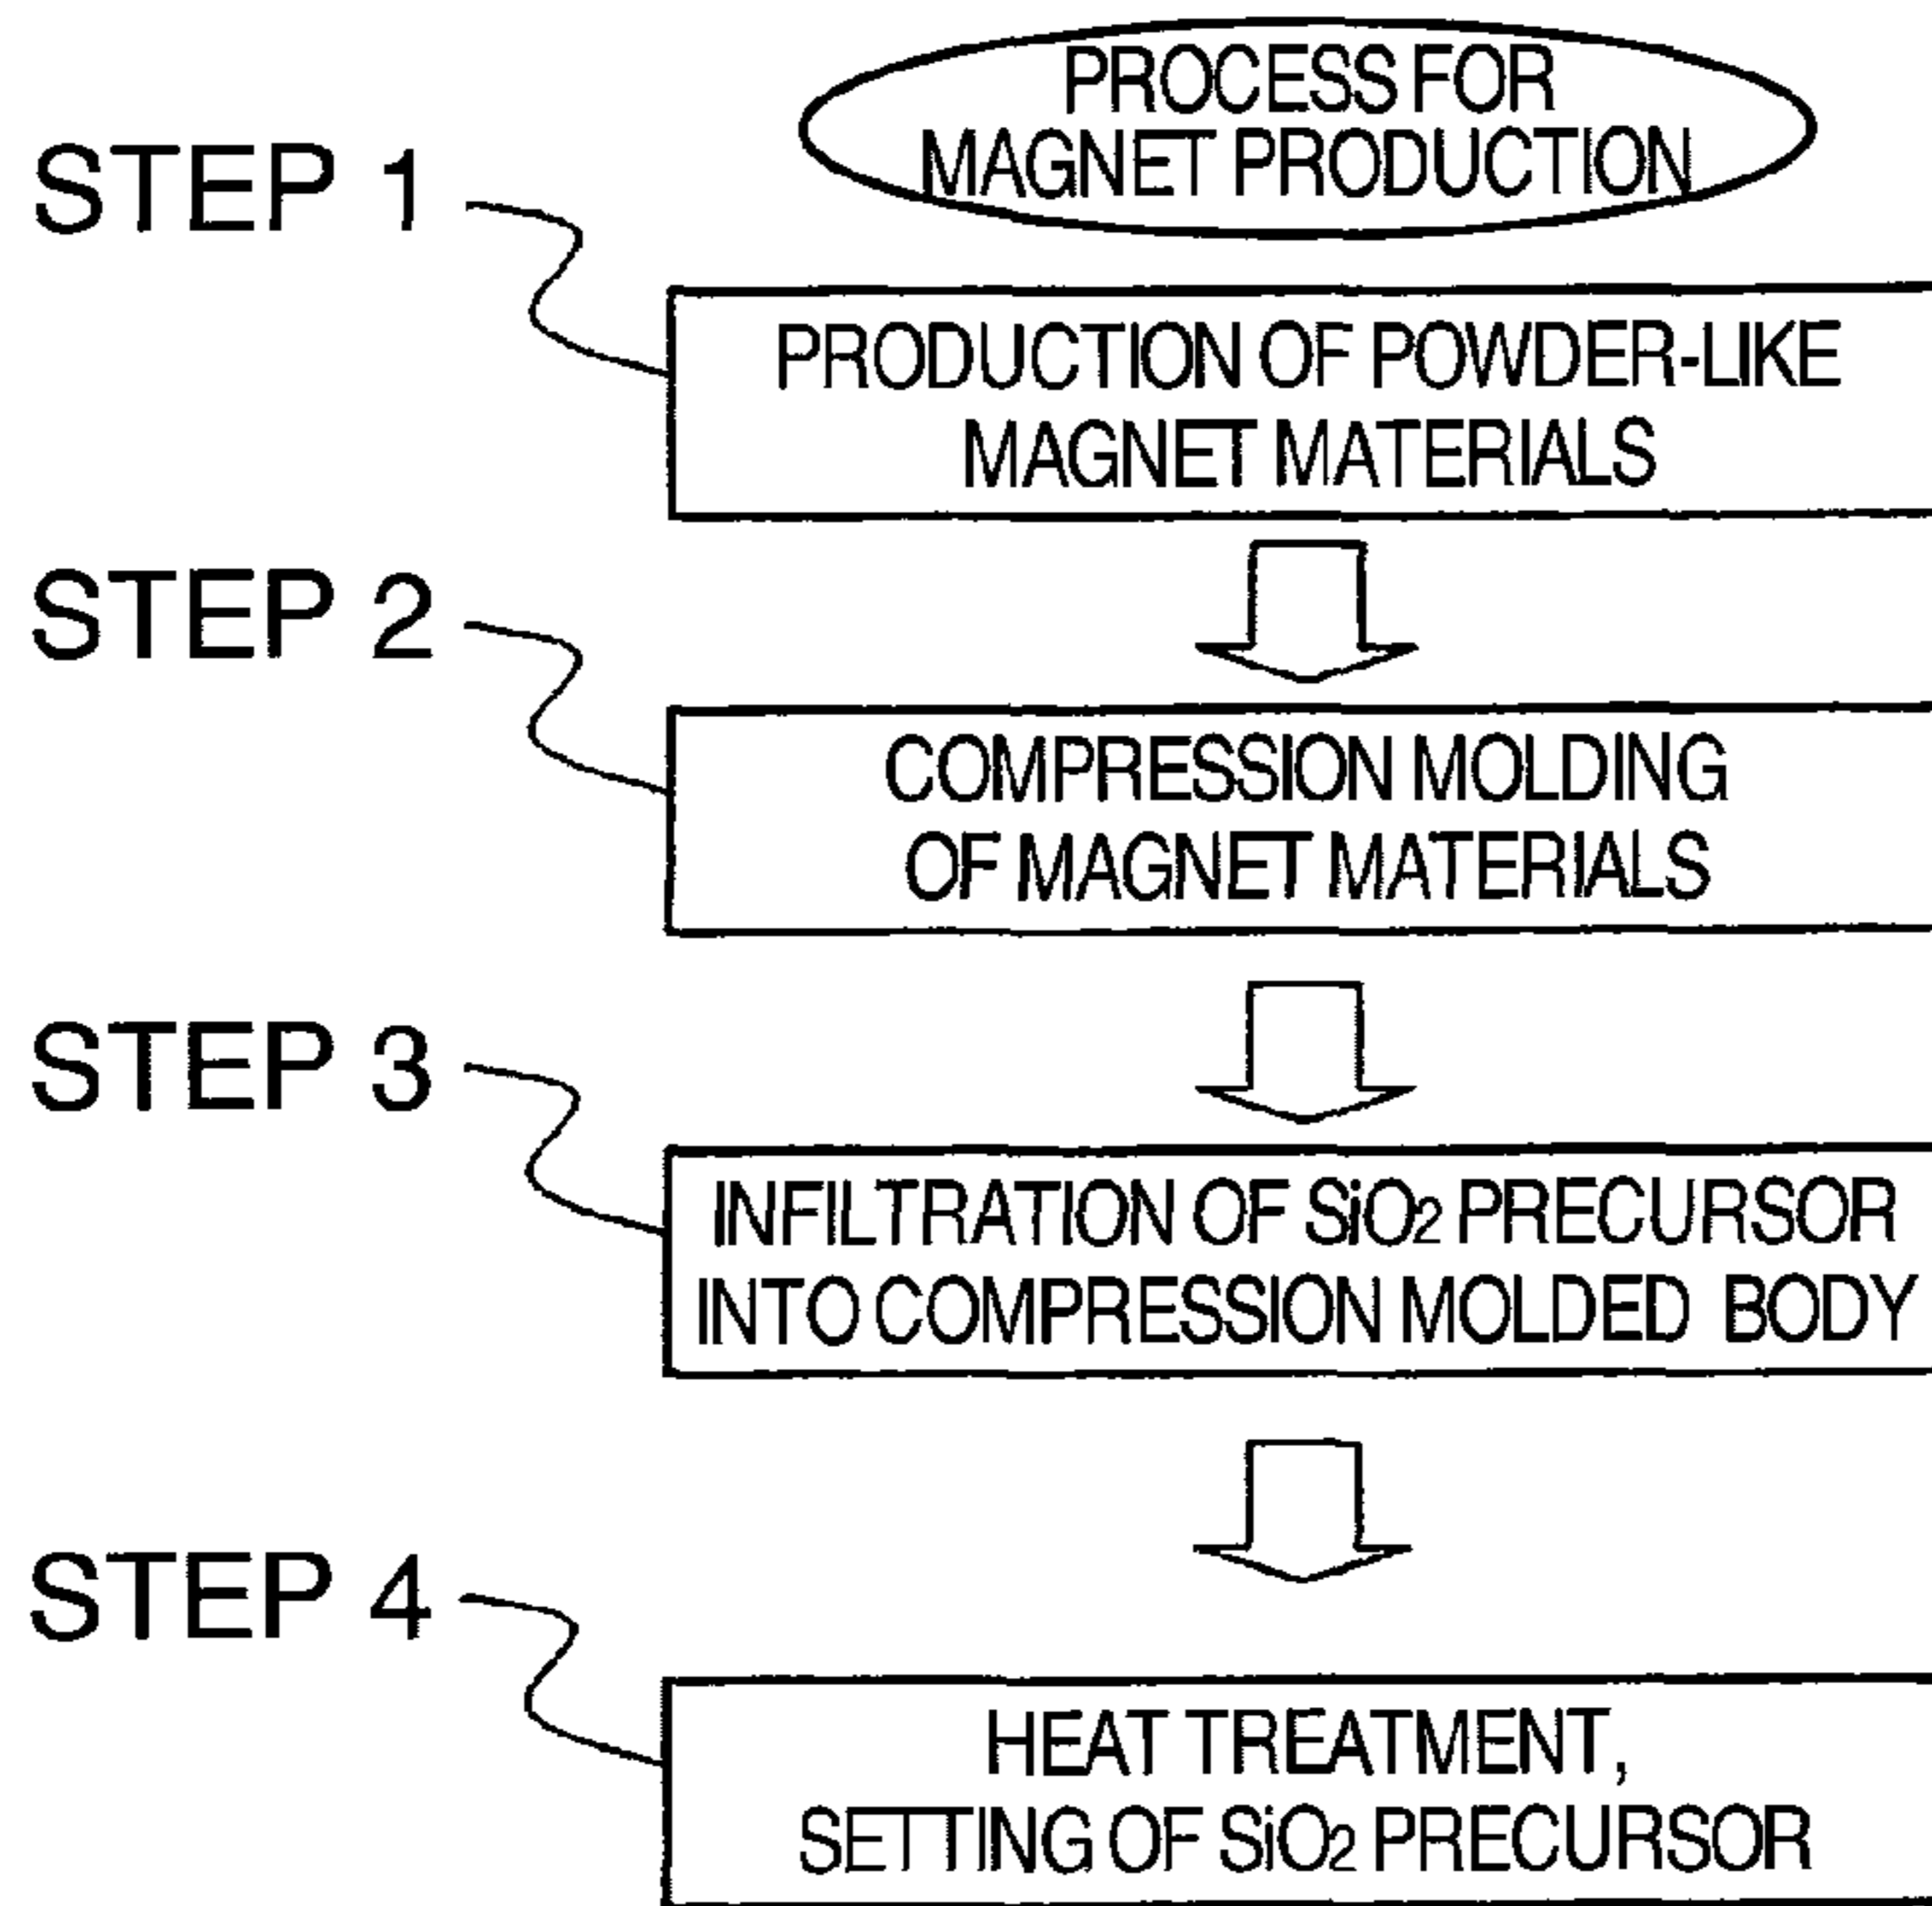 PROCESS FOR
MAGNET PRODUCTION
STEP 1
PRODUCTION OF POWDER-LIKE
MAGNET MATERIALS
STEP 2
COMPRESSION MOLDING
OF MAGNET MATERIALS
STEP 3
INFILTRATION OF SiO₂ PRECURSOR
INTO COMPRESSION MOLDED BODY
STEP 4
HEAT TREATMENT,
SETTING OF SiO₂ PRECURSOR